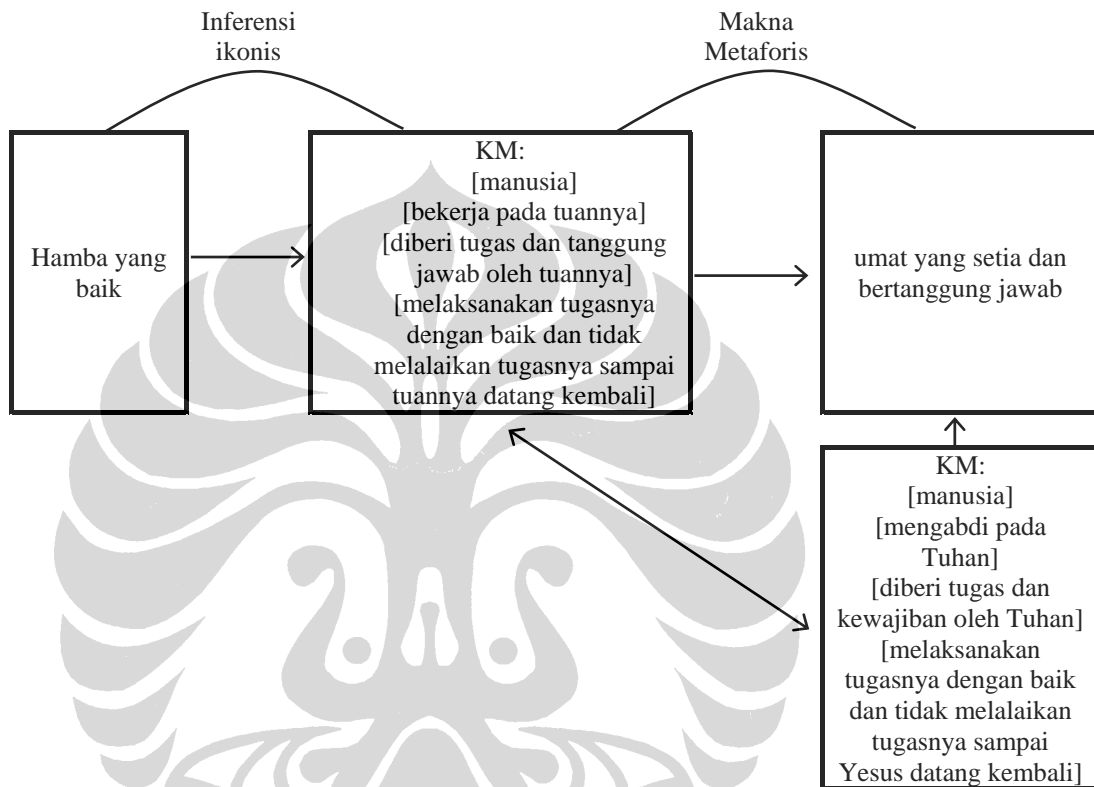 Inferensi
ikonis
Makna
Metaforis
Hamba yang
baik
KM:
[manusia]
[bekerja pada tuannya]
[diberi tugas dan tanggung
jawab oleh tuannya]
[melaksanakan tugasnya
dengan baik dan tidak
melalaikan tugasnya sampai
tuannya datang kembali]
umat yang setia dan
bertanggung jawab
KM:
[manusia]
[mengabdi pada
Tuhan]
[diberi tugas dan
kewajiban oleh Tuhan]
[melaksanakan
tugasnya dengan baik
dan tidak melalaikan
tugasnya sampai
Yesus datang kembali]